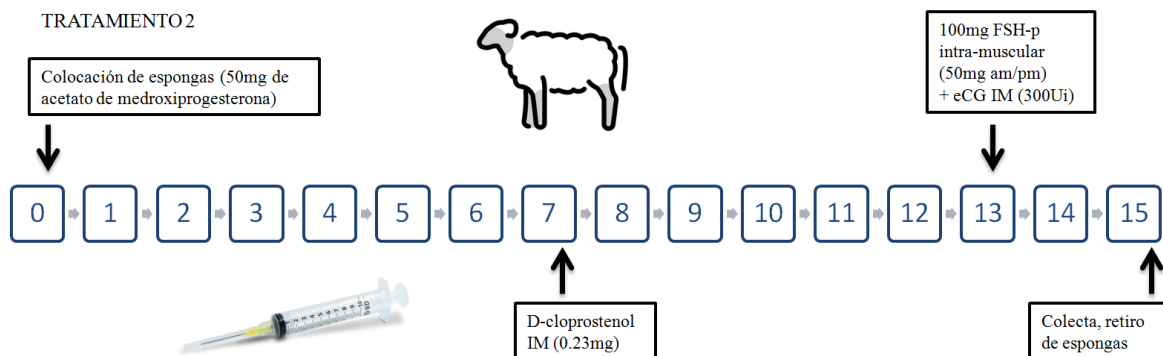 TRATAMIENTO 2
Colocación de espongas (50mg de
acetato de medroxiprogesterona)
100mg FSH-p
intra-muscular
(50mg am/pm)
+ eCG IM (300Ui)
0 1 2 3 4 5 6 7 8 9 10 11 12 13 14 15
D-cloprostenol
IM (0.23mg)
Colecta, retiro
de espongas